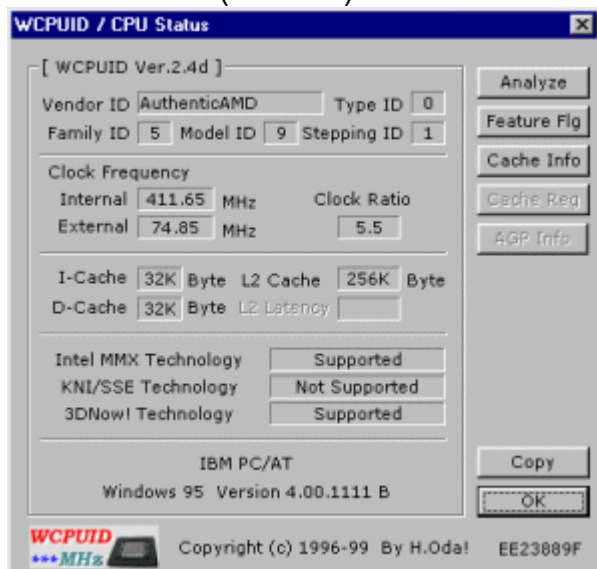 WCPUID / CPU Status
[ WCPUID Ver.2.4d ]
Vendor ID AuthenticAMD Type ID 0
Family ID 5 Model ID 9 Stepping ID 1
Clock Frequency
Internal 411.65 MHz Clock Ratio
External 74.85 MHz 5.5
I-Cache 32K Byte L2 Cache 256K Byte
D-Cache 32K Byte L2 Latency
Intel MMX Technology Supported
KNI/SSE Technology Not Supported
3DNow! Technology Supported
IBM PC/AT
Windows 95 Version 4.00.1111 B
Analyze
Feature Flg
Cache Info
Cache Reg
AGP Info
Copy
OK
WCPUID
***MHz
Copyright (c) 1996-99 By H.Oda! EE23889F